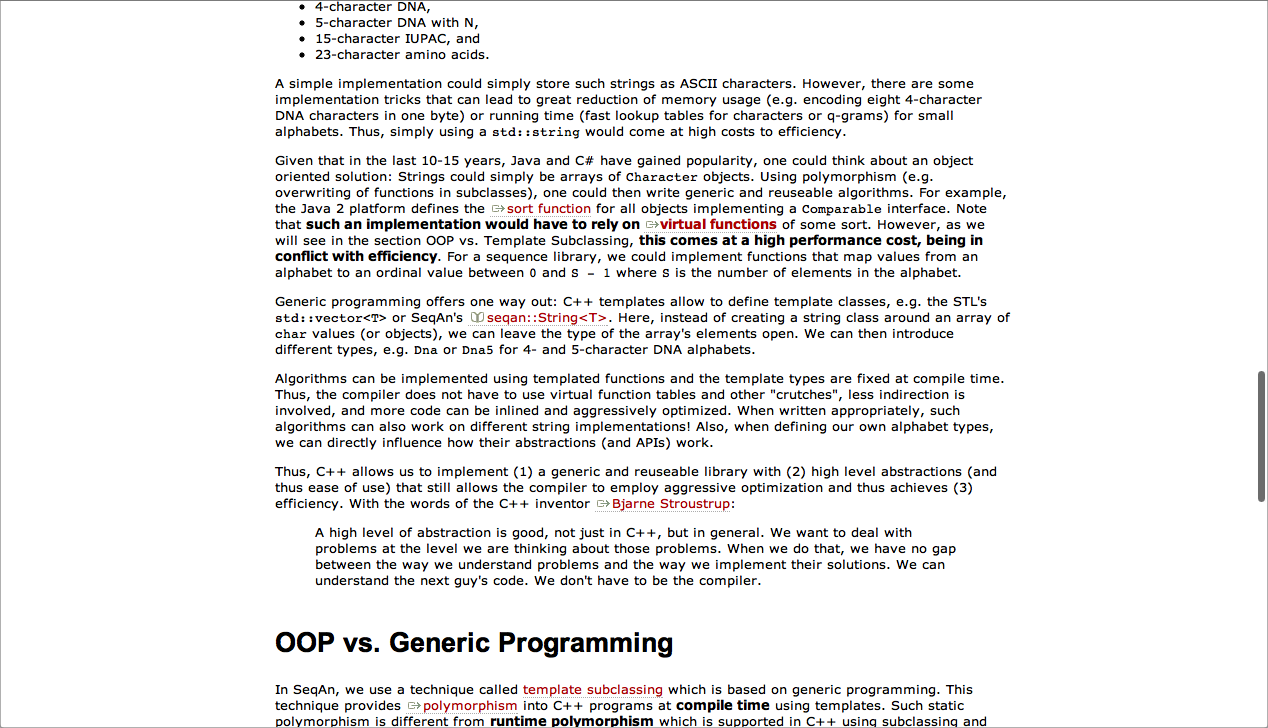 4-character DNA,
5-character DNA with N,
15-character IUPAC, and
23-character amino acids.
A simple implementation could simply store such strings as ASCII characters. However, there are some
implementation tricks that can lead to great reduction of memory usage (e.g. encoding eight 4-character
DNA characters in one byte) or running time (fast lookup tables for characters or q-grams) for small
alphabets. Thus, simply using a std::string would come at high costs to efficiency.
Given that in the last 10-15 years, Java and C# have gained popularity, one could think about an object
oriented solution: Strings could simply be arrays of Character objects. Using polymorphism (e.g.
overwriting of functions in subclasses), one could then write generic and reuseable algorithms. For example,
the Java 2 platform defines the sort function for all objects implementing a Comparable interface. Note
that such an implementation would have to rely on virtual functions of some sort. However, as we
will see in the section OOP vs. Template Subclassing, this comes at a high performance cost, being in
conflict with efficiency. For a sequence library, we could implement functions that map values from an
alphabet to an ordinal value between 0 and S - 1 where S is the number of elements in the alphabet.
Generic programming offers one way out: C++ templates allow to define template classes, e.g. the STL's
std::vector<T> or SeqAn's seqan::String<T>. Here, instead of creating a string class around an array of
char values (or objects), we can leave the type of the array's elements open. We can then introduce
different types, e.g. Dna or Dna5 for 4- and 5-character DNA alphabets.
Algorithms can be implemented using templated functions and the template types are fixed at compile time.
Thus, the compiler does not have to use virtual function tables and other "crutches", less indirection is
involved, and more code can be inlined and aggressively optimized. When written appropriately, such
algorithms can also work on different string implementations! Also, when defining our own alphabet types,
we can directly influence how their abstractions (and APIs) work.
Thus, C++ allows us to implement (1) a generic and reuseable library with (2) high level abstractions (and
thus ease of use) that still allows the compiler to employ aggressive optimization and thus achieves (3)
efficiency. With the words of the C++ inventor Bjarne Stroustrup:
A high level of abstraction is good, not just in C++, but in general. We want to deal with
problems at the level we are thinking about those problems. When we do that, we have no gap
between the way we understand problems and the way we implement their solutions. We can
understand the next guy's code. We don't have to be the compiler.
OOP vs. Generic Programming
In SeqAn, we use a technique called template subclassing which is based on generic programming. This
technique provides polymorphism into C++ programs at compile time using templates. Such static
polymorphism is different from runtime polymorphism which is supported in C++ using subclassing and